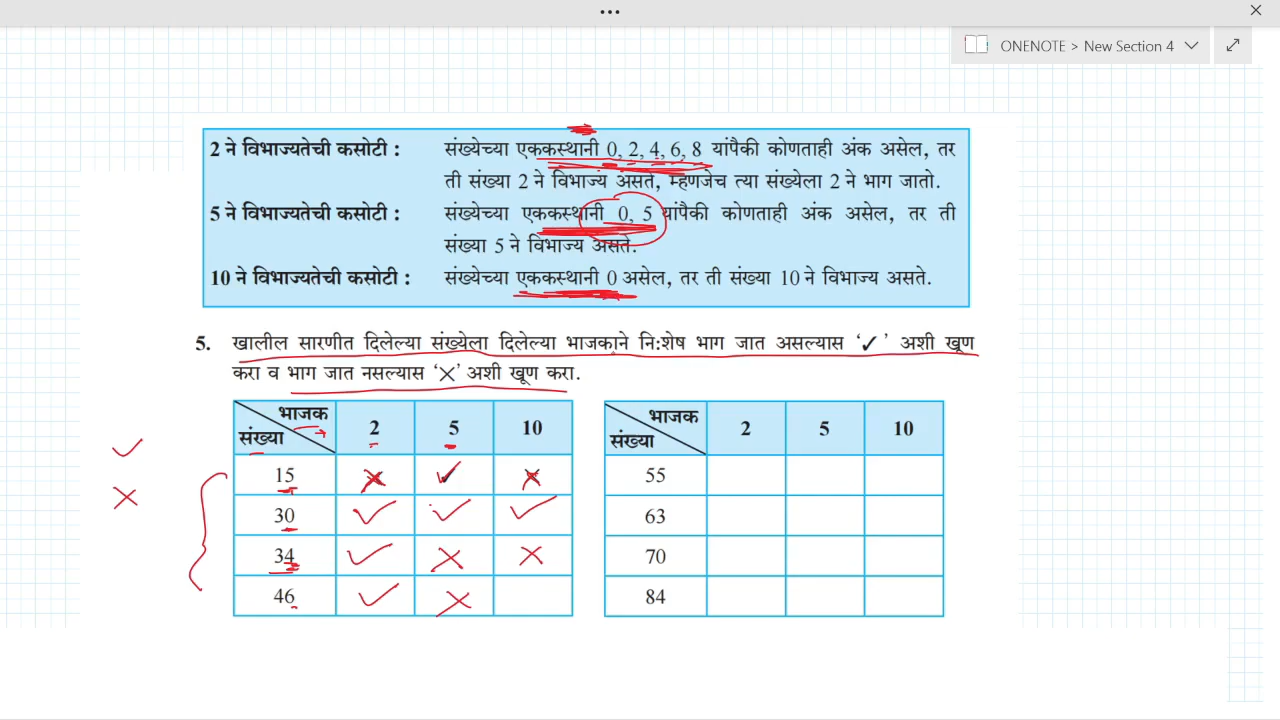 ONENOTE > New Section 4
2 ने विभाज्यतेची कसोटी : संख्येच्या एककस्थानी 0, 2, 4, 6, 8 यांपैकी कोणताही अंक असेल, तर
ती संख्या 2 ने विभाज्य असते, म्हणजेच त्या संख्येला 2 ने भाग जातो.
5 ने विभाज्यतेची कसोटी : संख्येच्या एककस्थानी 0, 5 यांपैकी कोणताही अंक असेल, तर ती
संख्या 5 ने विभाज्य असते.
10 ने विभाज्यतेची कसोटी : संख्येच्या एककस्थानी 0 असेल, तर ती संख्या 10 ने विभाज्य असते.
5. खालील सारणीत दिलेल्या संख्येला दिलेल्या भाजकाने नि:शेष भाग जात असल्यास ‘✓’ अशी खूण
करा व भाग जात नसल्यास ‘×’ अशी खूण करा.
भाजक
संख्या 2 5 10
15 × ✓ ×
30 ✓ ✓ ✓
34 ✓ × ×
46 ✓ ×
भाजक
संख्या 2 5 10
55
63
70
84
✓
×